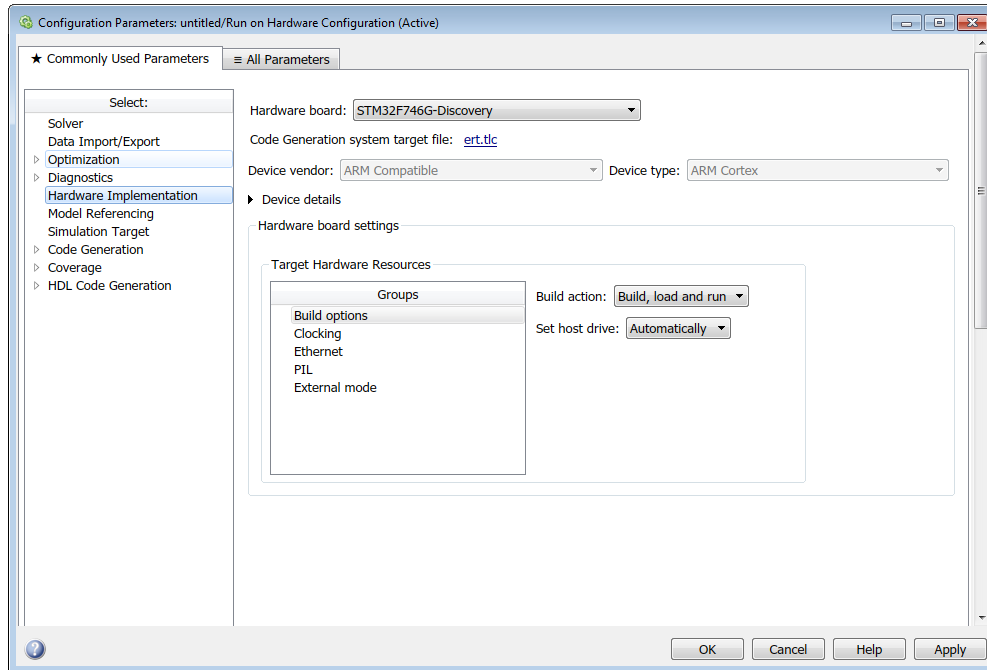 Configuration Parameters: untitled/Run on Hardware Configuration (Active)
★ Commonly Used Parameters
≡ All Parameters
Select:
Solver
Data Import/Export
Optimization
Diagnostics
Hardware Implementation
Model Referencing
Simulation Target
Code Generation
Coverage
HDL Code Generation
Hardware board: STM32F746G-Discovery
Code Generation system target file: ert.tlc
Device vendor: ARM Compatible Device type: ARM Cortex
Device details
Hardware board settings
Target Hardware Resources
Groups
Build options
Clocking
Ethernet
PIL
External mode
Build action: Build, load and run
Set host drive: Automatically
OK Cancel Help Apply